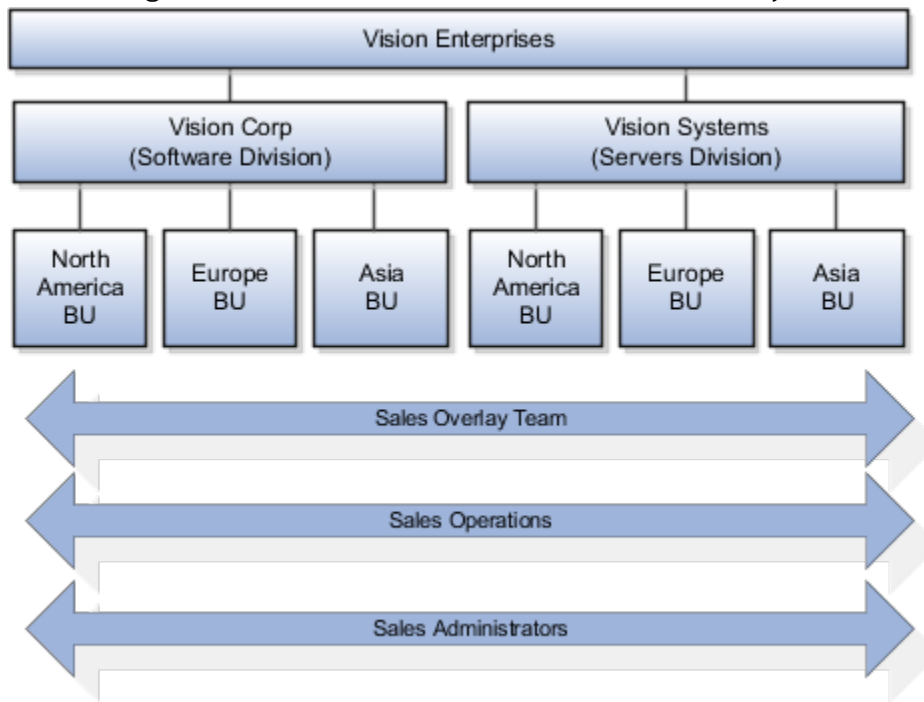 Vision Enterprises
Vision Corp
(Software Division)
Vision Systems
(Servers Division)
North
America
BU
Europe
BU
Asia
BU
North
America
BU
Europe
BU
Asia
BU
Sales Overlay Team
Sales Operations
Sales Administrators